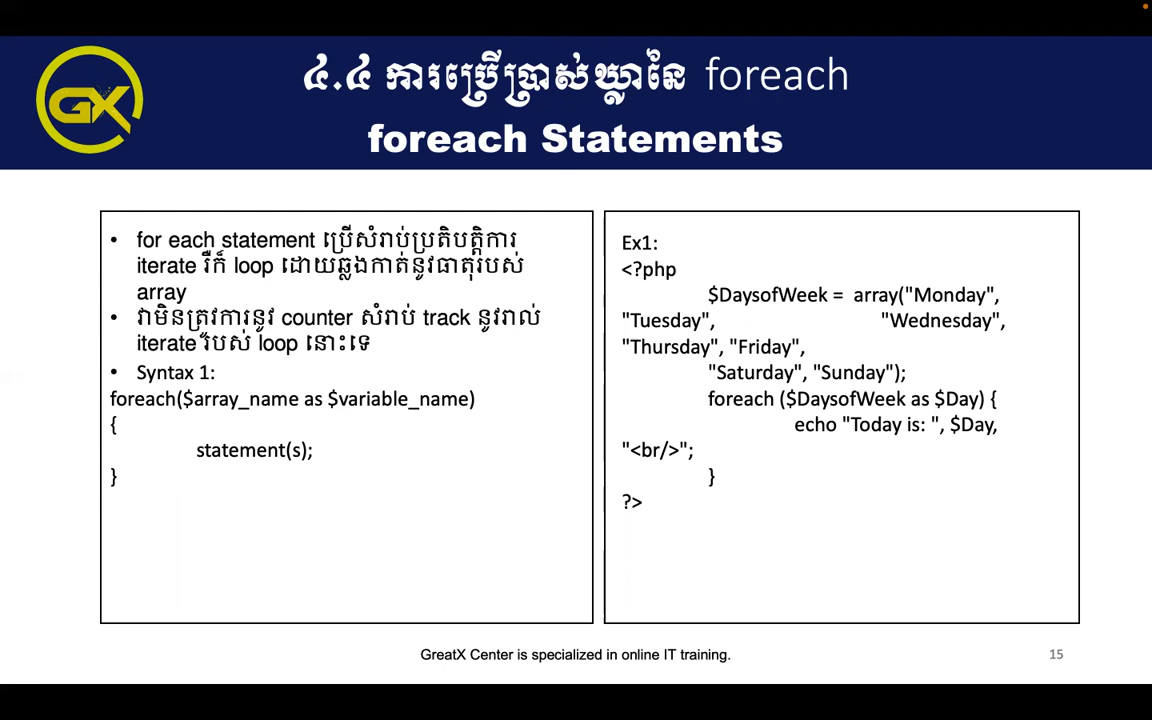 GX
៤.៤ ការប្រើប្រាស់ឃ្លានៃ foreach
foreach Statements
• for each statement ប្រើសំរាប់ប្រតិបត្តិការ
iterate រឺក៏ loop ដោយឆ្លងកាត់នូវធាតុរបស់
array
• វាមិនត្រូវការនូវ counter សំរាប់ track នូវរាល់
iterate របស់ loop នោះទេ
• Syntax 1:
foreach($array_name as $variable_name)
{
statement(s);
}
Ex1:
<?php
$DaysofWeek = array("Monday",
"Tuesday", "Wednesday",
"Thursday", "Friday",
"Saturday", "Sunday");
foreach ($DaysofWeek as $Day) {
echo "Today is: ", $Day,
"<br/>";
}
?>
GreatX Center is specialized in online IT training.
15